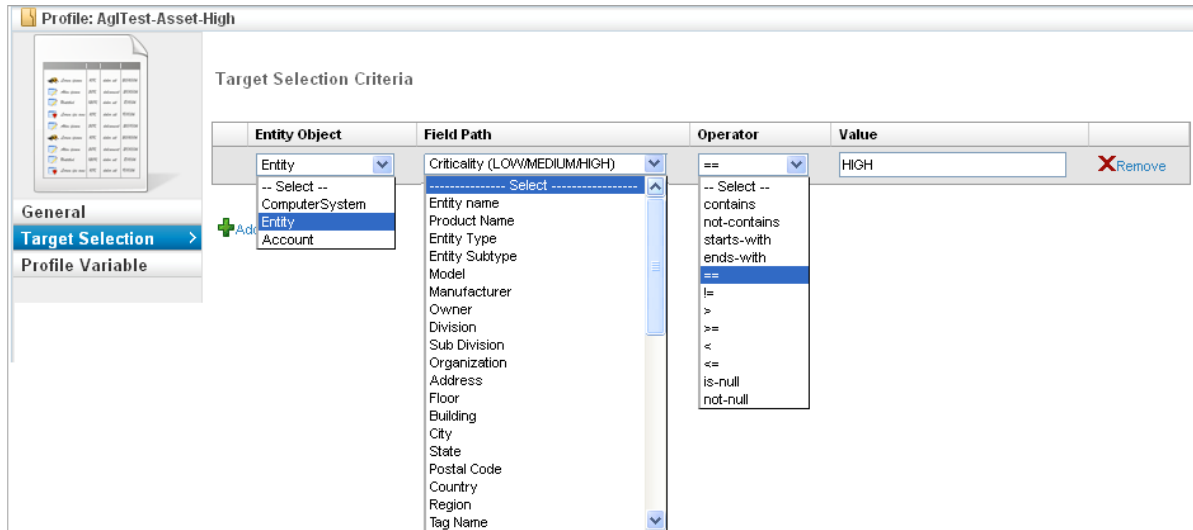 Profile: AglTest-Asset-High
Target Selection Criteria
Entity Object Field Path Operator Value
Entity Criticality (LOW/MEDIUM/HIGH) == HIGH Remove
General
Target Selection >
Profile Variable
Add
-- Select --
ComputerSystem
Entity
Account
--------------- Select -----------------
Entity name
Product Name
Entity Type
Entity Subtype
Model
Manufacturer
Owner
Division
Sub Division
Organization
Address
Floor
Building
City
State
Postal Code
Country
Region
Tag Name
-- Select --
contains
not-contains
starts-with
ends-with
==
!=
>
>=
<
<=
is-null
not-null